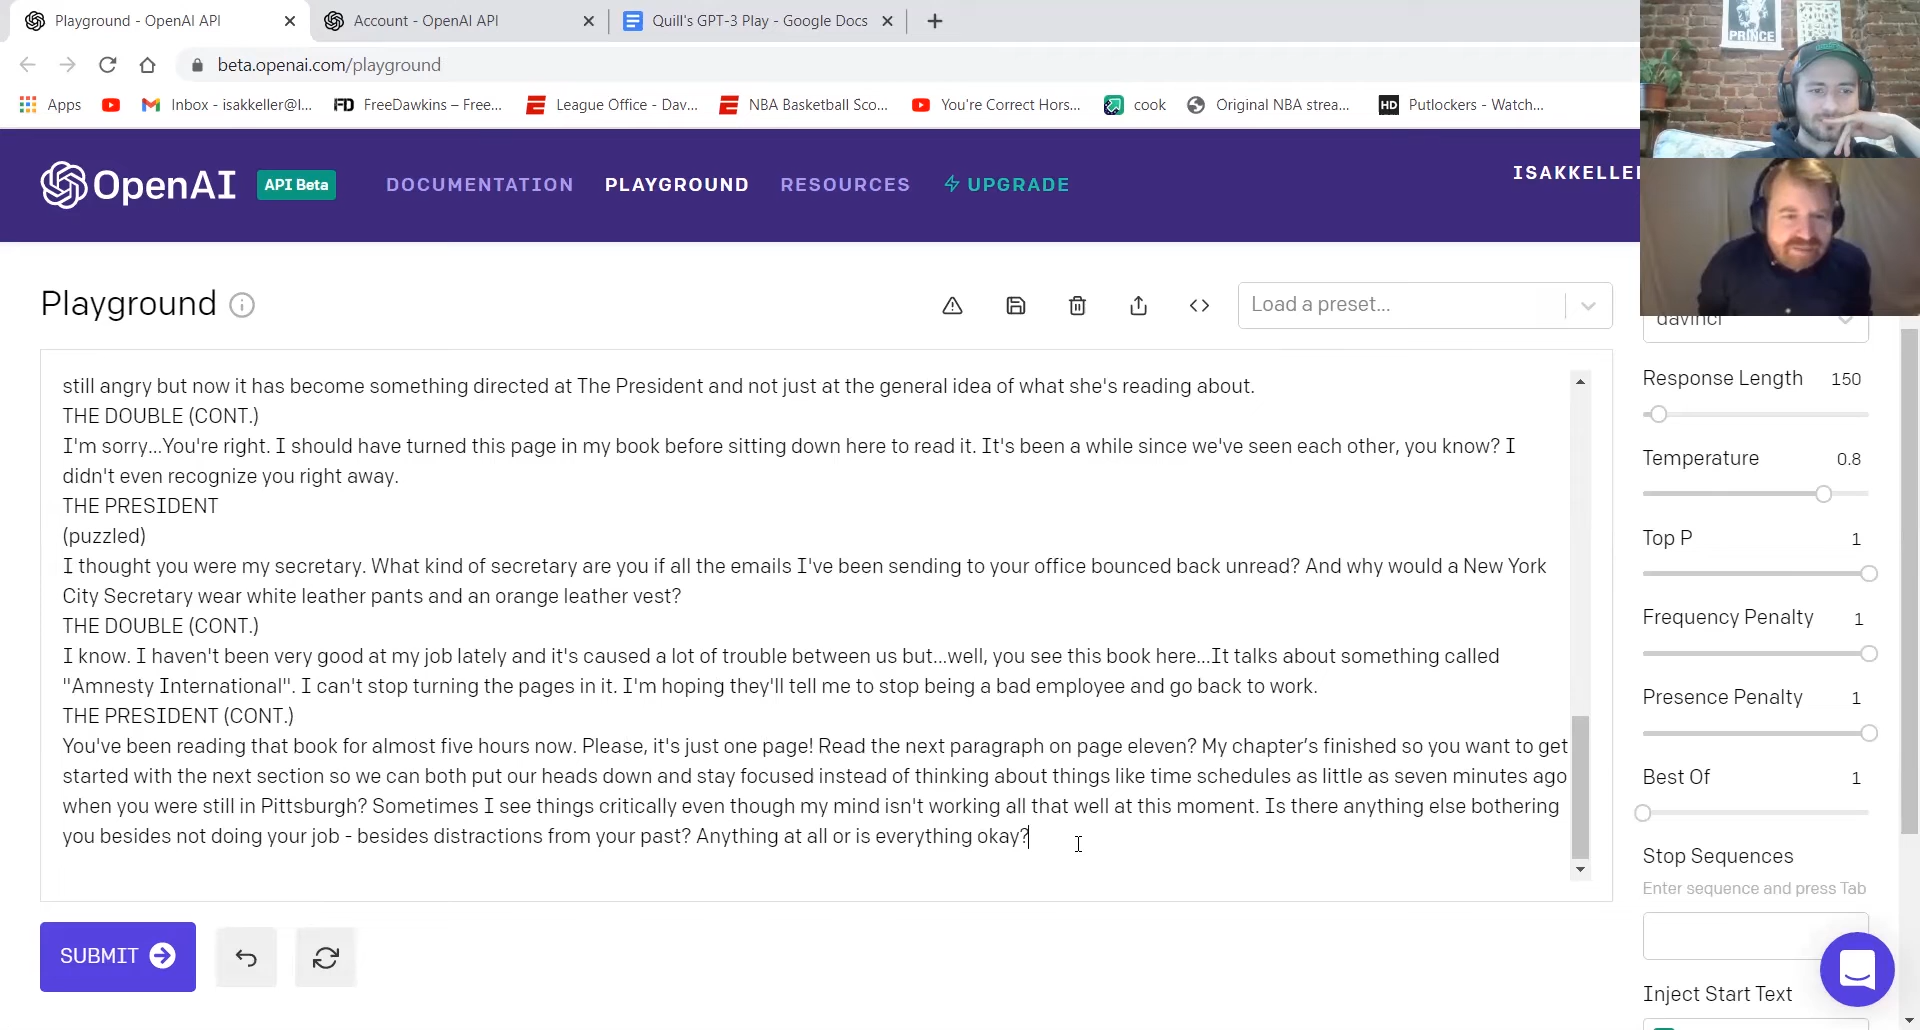 Playground - OpenAI API
Account - OpenAI API
Quill's GPT-3 Play - Google Docs
beta.openai.com/playground
Apps
Inbox - isakkeller@l...
FD FreeDawkins – Free...
League Office - Dav...
NBA Basketball Sco...
You're Correct Hors...
cook
Original NBA strea...
HD Putlockers - Watch...
PRINCE
OpenAI
API Beta
DOCUMENTATION
PLAYGROUND
RESOURCES
UPGRADE
ISAKKELLE
Playground
Load a preset...
davinci
still angry but now it has become something directed at The President and not just at the general idea of what she's reading about.
THE DOUBLE (CONT.)
I'm sorry...You're right. I should have turned this page in my book before sitting down here to read it. It's been a while since we've seen each other, you know? I
didn't even recognize you right away.
THE PRESIDENT
(puzzled)
I thought you were my secretary. What kind of secretary are you if all the emails I've been sending to your office bounced back unread? And why would a New York
City Secretary wear white leather pants and an orange leather vest?
THE DOUBLE (CONT.)
I know. I haven't been very good at my job lately and it's caused a lot of trouble between us but...well, you see this book here...It talks about something called
"Amnesty International". I can't stop turning the pages in it. I'm hoping they'll tell me to stop being a bad employee and go back to work.
THE PRESIDENT (CONT.)
You've been reading that book for almost five hours now. Please, it's just one page! Read the next paragraph on page eleven? My chapter’s finished so you want to get
started with the next section so we can both put our heads down and stay focused instead of thinking about things like time schedules as little as seven minutes ago
when you were still in Pittsburgh? Sometimes I see things critically even though my mind isn't working all that well at this moment. Is there anything else bothering
you besides not doing your job - besides distractions from your past? Anything at all or is everything okay?
SUBMIT
Response Length 150
Temperature 0.8
Top P 1
Frequency Penalty 1
Presence Penalty 1
Best Of 1
Stop Sequences
Enter sequence and press Tab
Inject Start Text